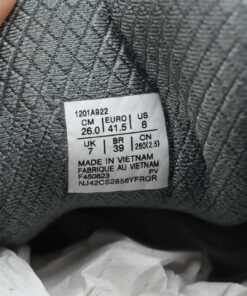 1201A922
CM EURO US
26.0 41.5 8
UK BR CN
7 39 260(2.5)
MADE IN VIETNAM
FABRIQUE AU VIETNAM
F450623 PV
NJ42CS2856YFRQR